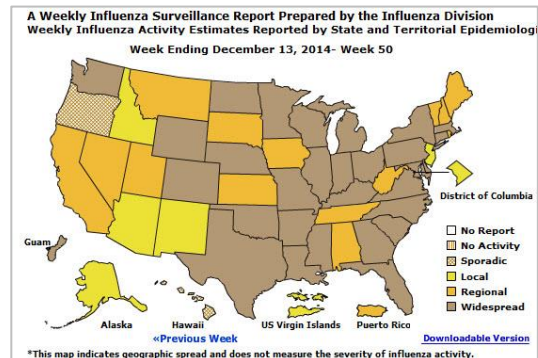 A Weekly Influenza Surveillance Report Prepared by the Influenza Division
Weekly Influenza Activity Estimates Reported by State and Territorial Epidemiologi
Week Ending December 13, 2014- Week 50
District of Columbia
No Report
No Activity
Sporadic
Local
Regional
Widespread
Guam
Alaska
Hawaii
US Virgin Islands
Puerto Rico
«Previous Week
Downloadable Version
*This map indicates geographic spread and does not measure the severity of influenza activity.